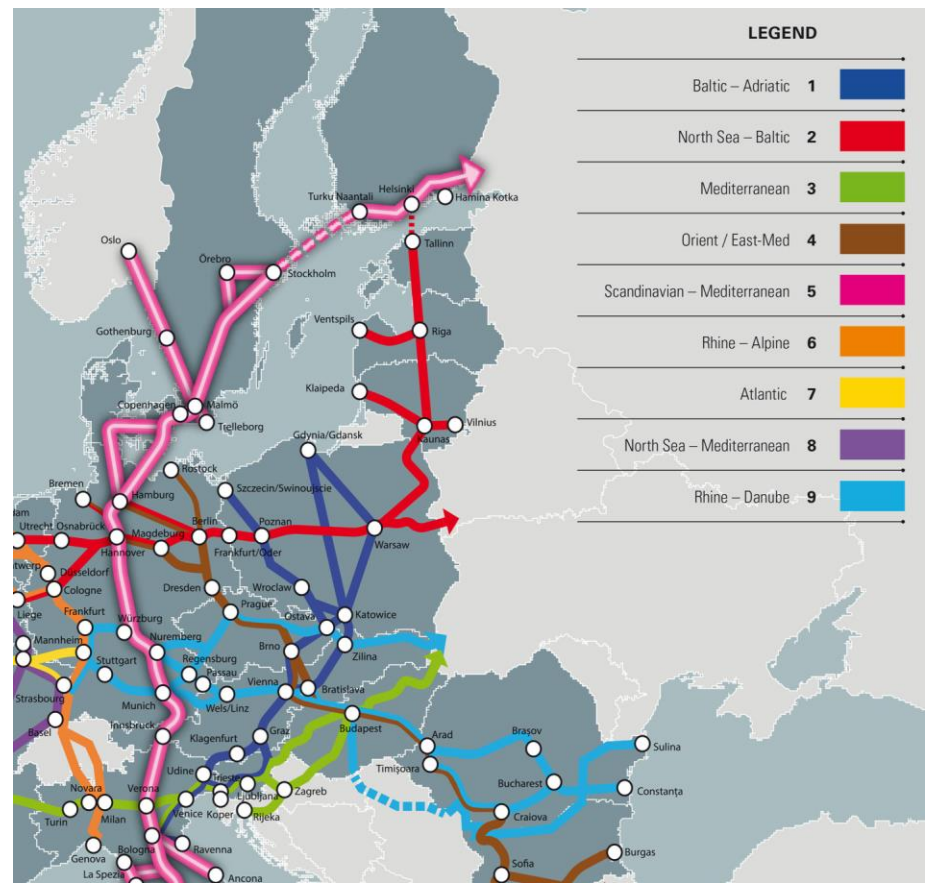 LEGEND
Baltic – Adriatic 1
North Sea – Baltic 2
Mediterranean 3
Orient / East-Med 4
Scandinavian – Mediterranean 5
Rhine – Alpine 6
Atlantic 7
North Sea – Mediterranean 8
Rhine – Danube 9
Helsinki
Turku Naantali
Hamina Kotka
Oslo
Tallinn
Örebro
Stockholm
Ventspils
Riga
Gothenburg
Klaipeda
Copenhagen
Malmö
Trelleborg
Vilnius
Kaunas
Gdynia/Gdansk
Rostock
Bremen
Szczecin/Swinoujscie
Hamburg
dam
Utrecht
Osnabrück
Magdeburg
Berlin
Poznan
Hannover
Frankfurt/Oder
Warsaw
twerp
Düsseldorf
Cologne
Dresden
Wroclaw
Liege
Frankfurt
Prague
Ostava
Katowice
Würzburg
Mannheim
Nuremberg
Brno
Zilina
Stuttgart
Regensburg
Passau
Strasbourg
Vienna
Bratislava
Munich
Wels/Linz
Basel
Innsbruck
Budapest
Graz
Arad
Braşov
Sulina
Klagenfurt
Timişoara
Udine
Trieste
Bucharest
Novara
Verona
Ljubljana
Zagreb
Constanţa
Turin
Milan
Venice
Koper
Rijeka
Craiova
Genova
Bologna
Ravenna
Sofia
Burgas
La Spezia
Ancona